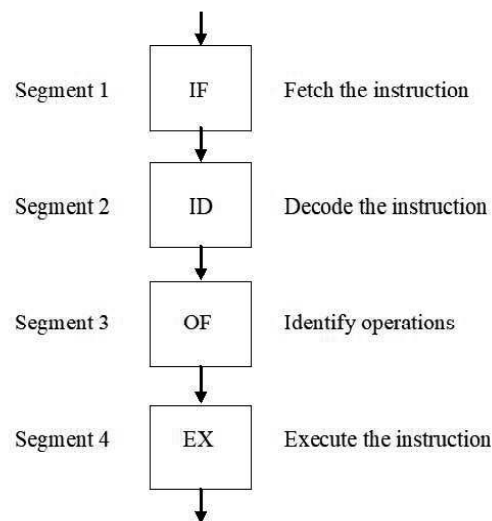 Segment 1 IF Fetch the instruction
Segment 2 ID Decode the instruction
Segment 3 OF Identify operations
Segment 4 EX Execute the instruction